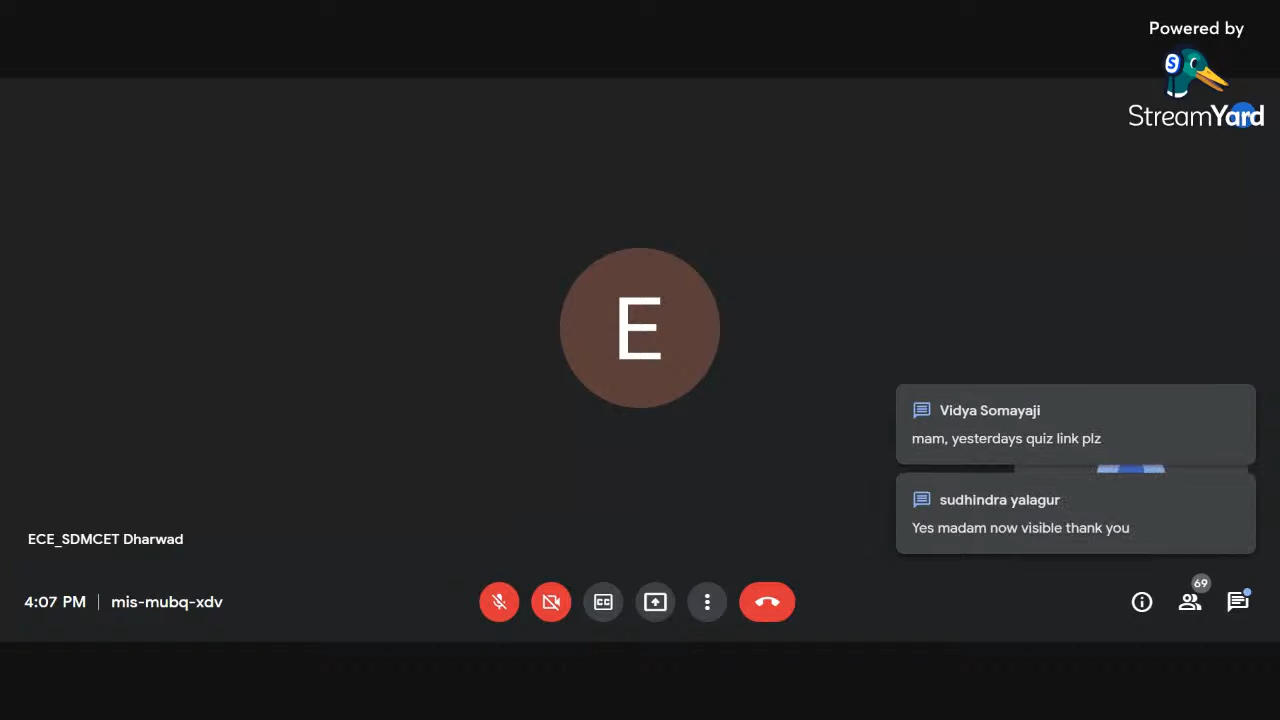 Powered by
S
StreamYard
E
Vidya Somayaji
mam, yesterdays quiz link plz
sudhindra yalagur
Yes madam now visible thank you
ECE_SDMCET Dharwad
4:07 PM | mis-mubq-xdv
CC
69